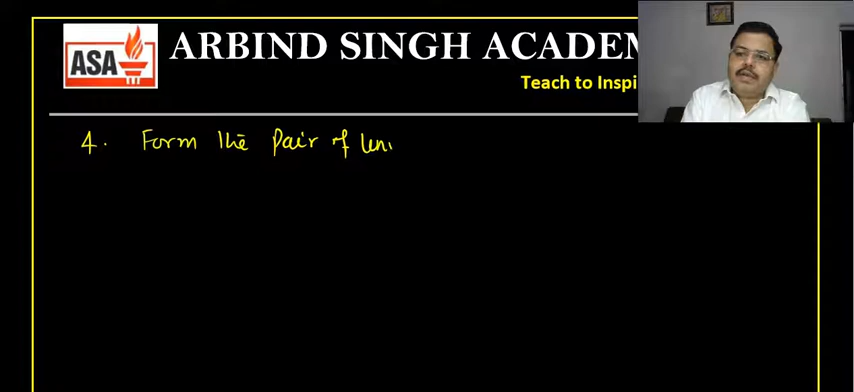 ASA
ARBIND SINGH ACADEM
Teach to Inspi
4. Form the Pair of